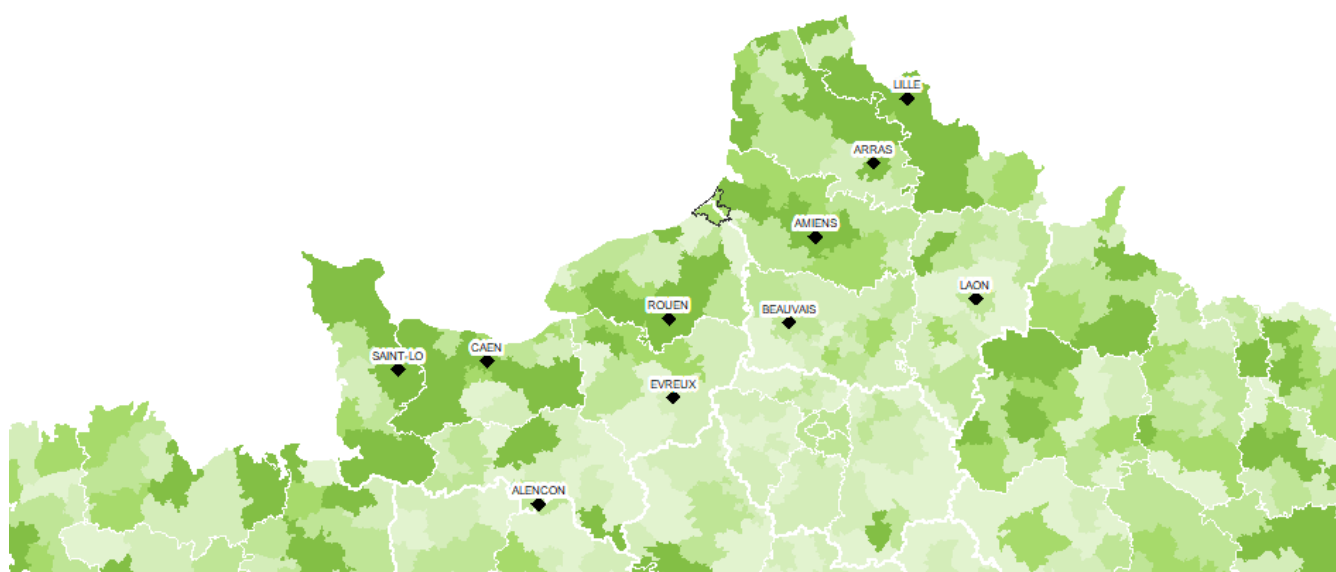 LILLE
ARRAS
AMIENS
LAON
ROUEN
BEAUVAIS
CAEN
SAINT-LO
EVREUX
ALENCON